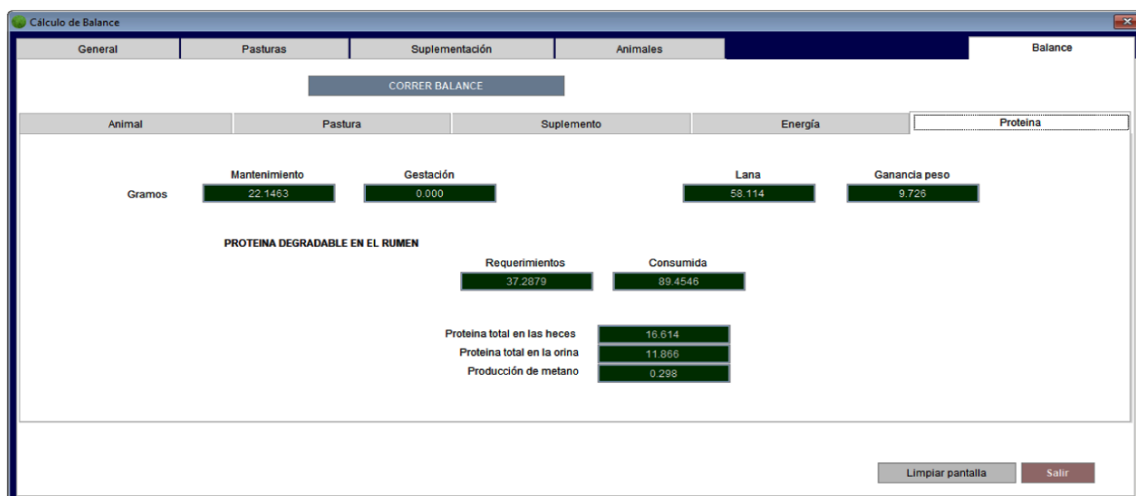 Cálculo de Balance
General Pasturas Suplementación Animales Balance
CORRER BALANCE
Animal Pastura Suplemento Energía Proteina
Mantenimiento Gestación Lana Ganancia peso
Gramos 22.1463 0.000 58.114 9.726
PROTEINA DEGRADABLE EN EL RUMEN
Requerimientos Consumida
37.2879 89.4546
Proteina total en las heces 16.614
Proteina total en la orina 11.866
Producción de metano 0.298
Limpiar pantalla Salir